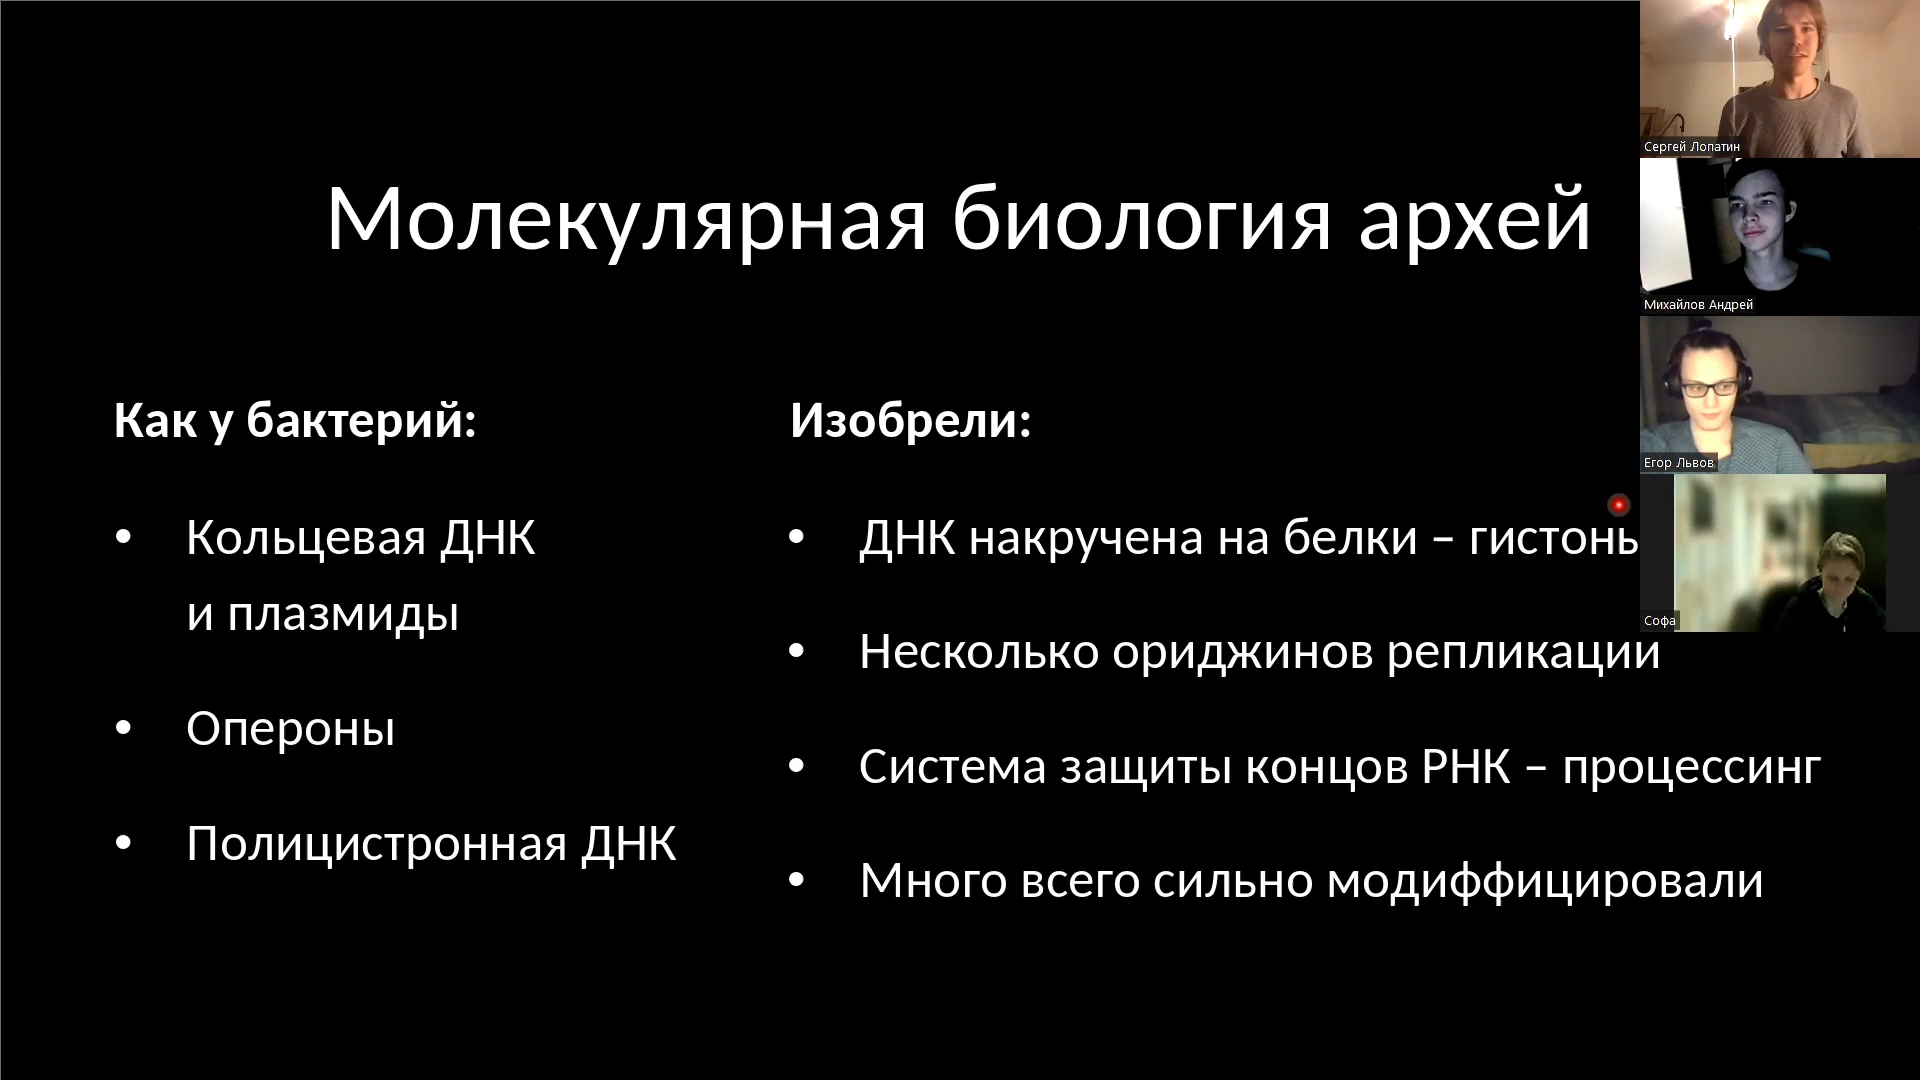 Молекулярная биология архей
Как у бактерий:
• Кольцевая ДНК
и плазмиды
• Опероны
• Полицистронная ДНК
Изобрели:
• ДНК накручена на белки – гистоны
• Несколько ориджинов репликации
• Система защиты концов РНК – процессинг
• Много всего сильно модиффицировали
Сергей Лопатин
Михайлов Андрей
Егор Львов
Софа